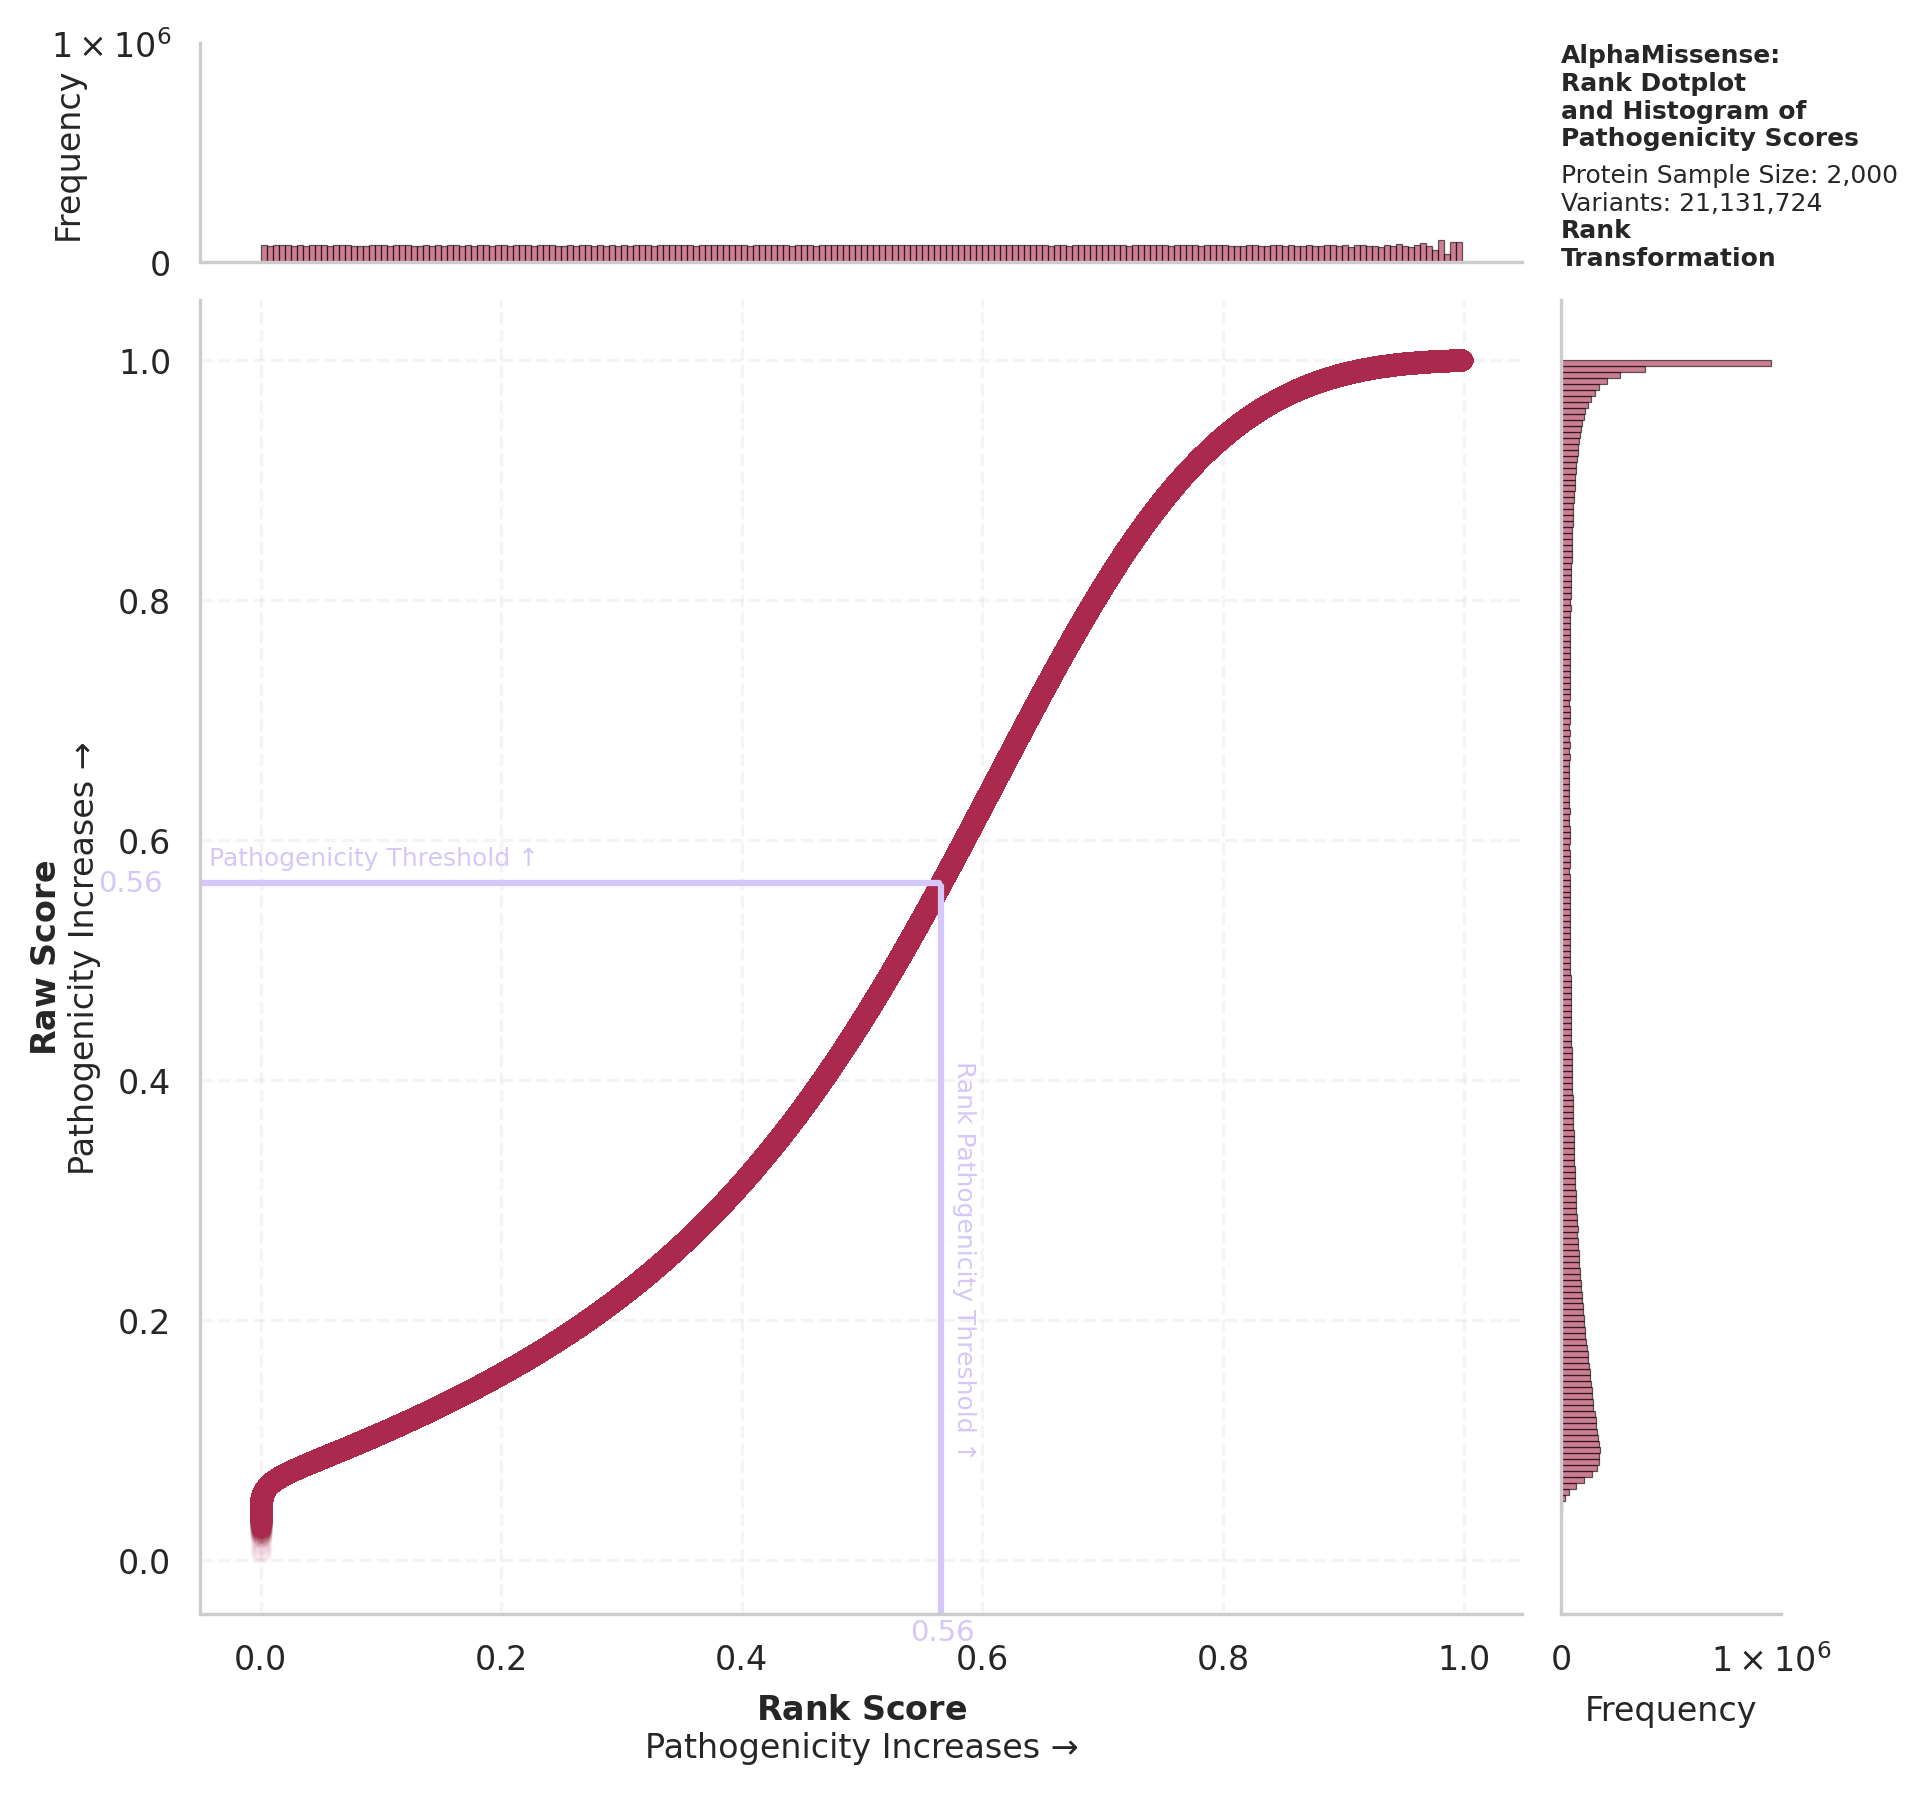 1 × 10⁶
Frequency
0
AlphaMissense:
Rank Dotplot
and Histogram of
Pathogenicity Scores
Protein Sample Size: 2,000
Variants: 21,131,724
Rank
Transformation
1.0
0.8
0.6
0.56
0.4
0.2
0.0
Raw Score
Pathogenicity Increases →
Pathogenicity Threshold ↑
Rank Pathogenicity Threshold ↑
0.56
0.0
0.2
0.4
0.6
0.8
1.0
Rank Score
Pathogenicity Increases →
0
1 × 10⁶
Frequency